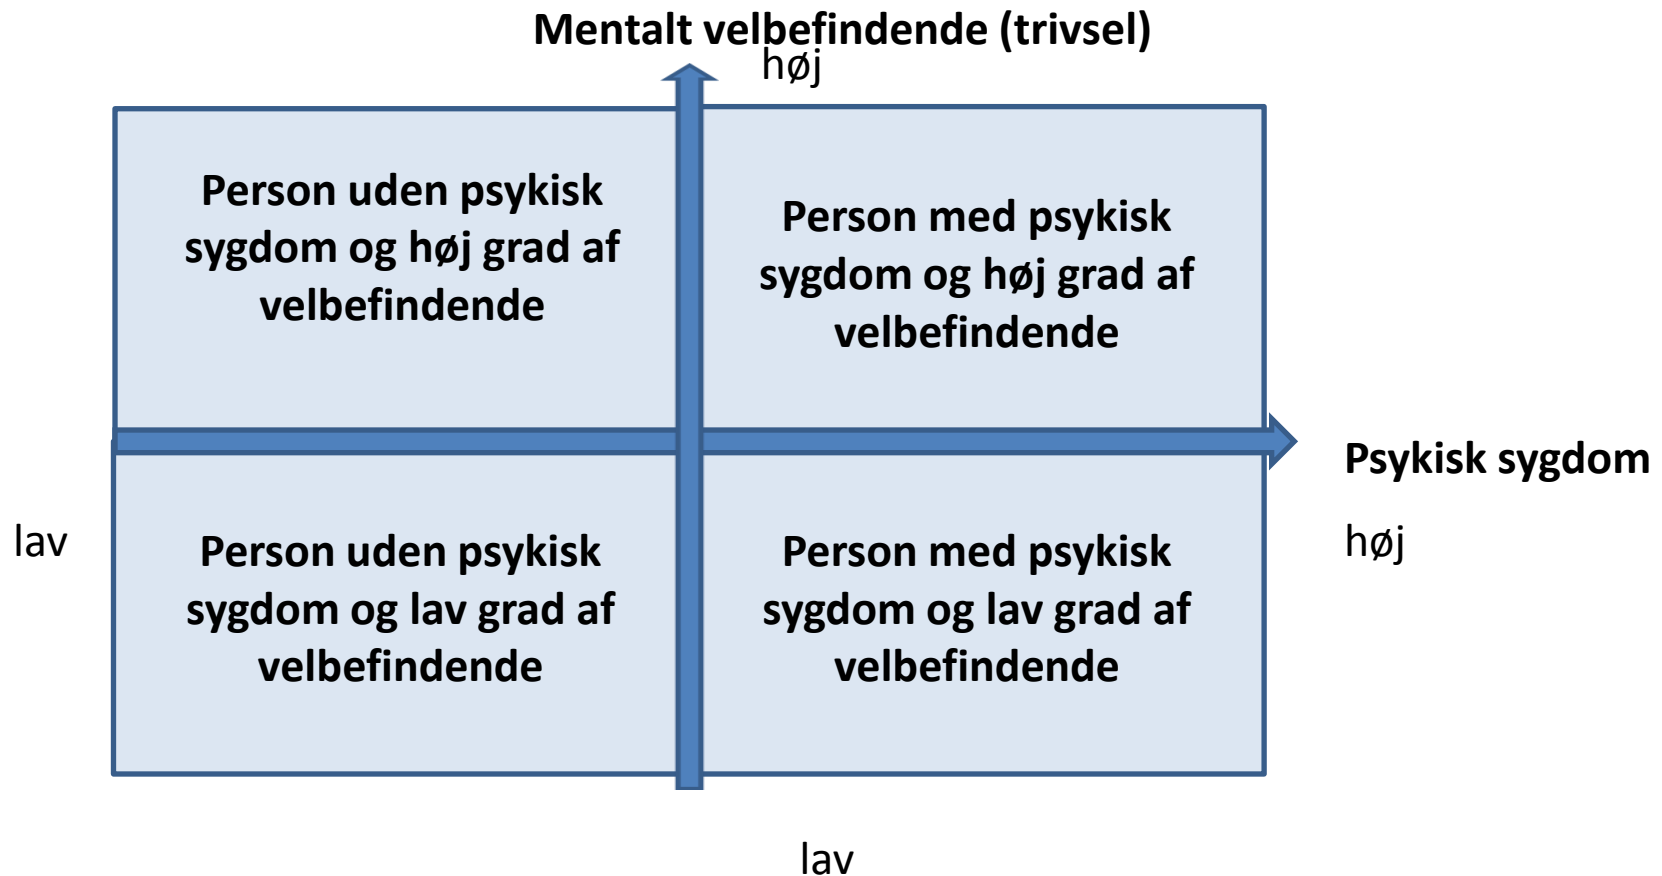 Mentalt velbefindende (trivsel)
høj
Person uden psykisk
sygdom og høj grad af
velbefindende
Person med psykisk
sygdom og høj grad af
velbefindende
Psykisk sygdom
lav
høj
Person uden psykisk
sygdom og lav grad af
velbefindende
Person med psykisk
sygdom og lav grad af
velbefindende
lav